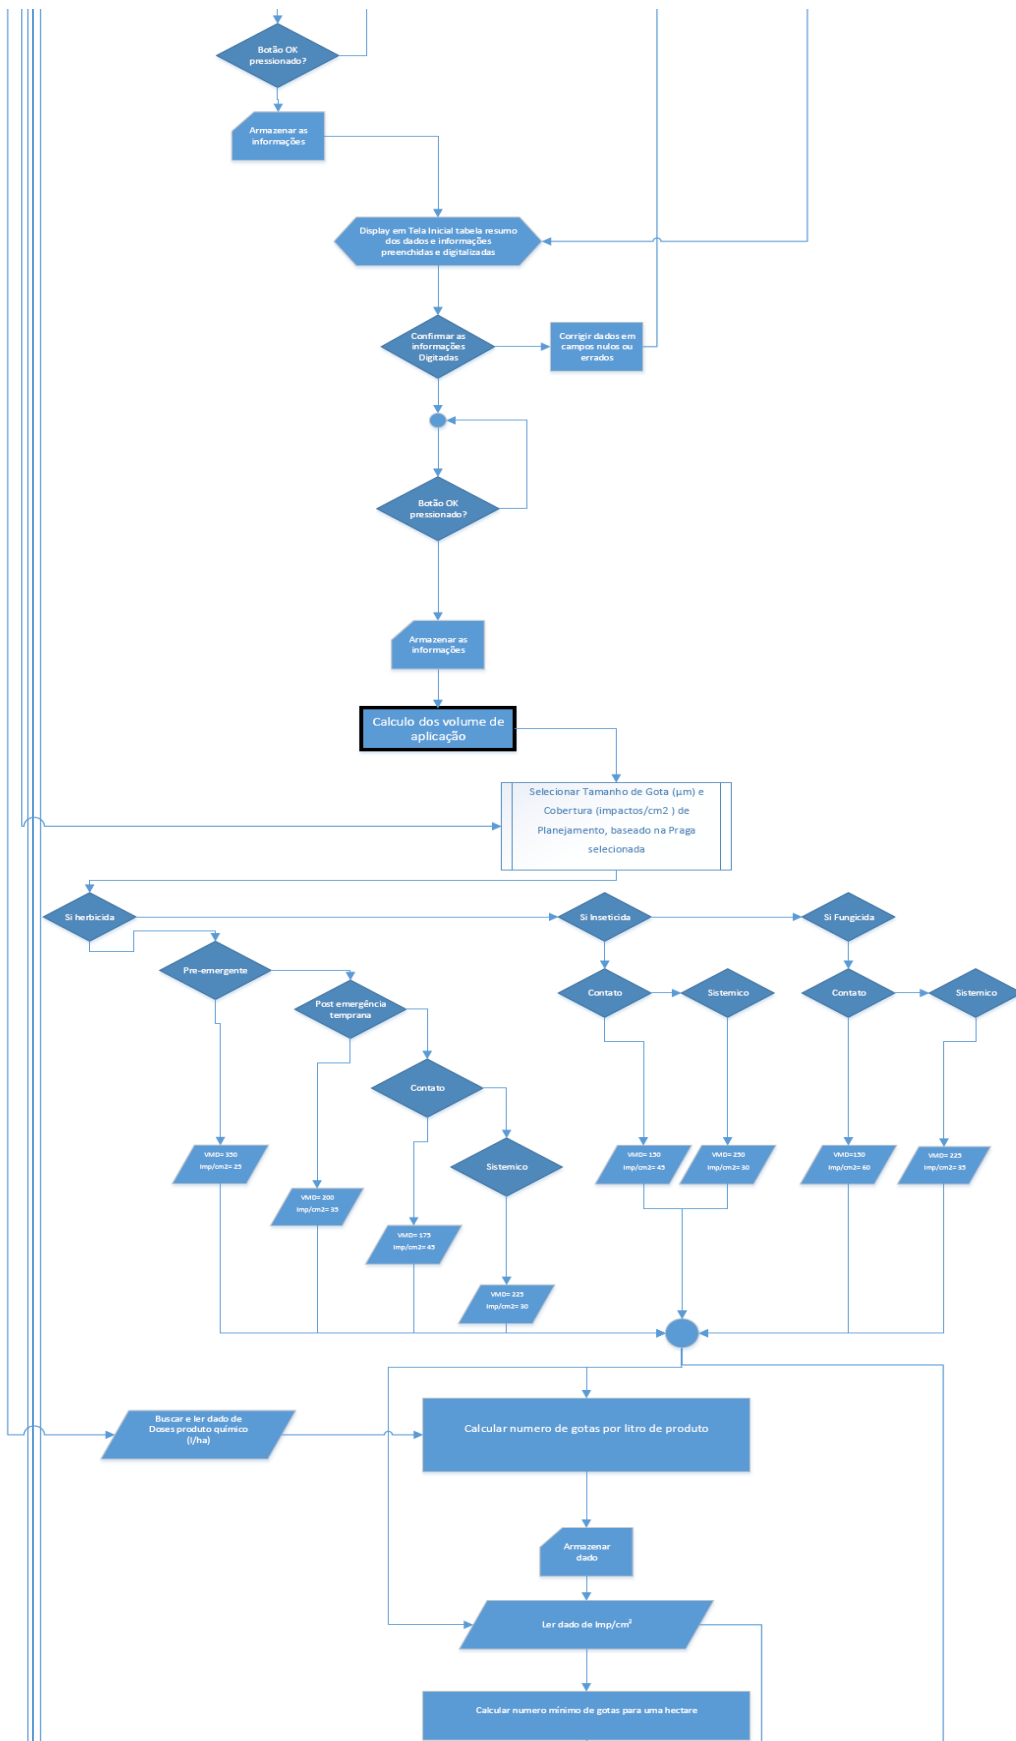 Botão OK
pressionado?
Armazenar as
informações
Display em Tela Inicial tabela resumo
dos dados e informações
preenchidas e digitalizadas
Confirmar as
informações
Digitadas
Corrigir dados em
campos nulos ou
errados
Botão OK
pressionado?
Armazenar as
informações
Calculo dos volume de
aplicação
Selecionar Tamanho de Gota (µm) e
Cobertura (impactos/cm2 ) de
Planejamento, baseado na Praga
selecionada
Si herbicida
Si Inseticida
Si Fungicida
Pre-emergente
Post emergência
temprana
Contato
Sistemico
Contato
Sistemico
Contato
Sistemico
VMD= 350
Imp/cm2= 25
VMD= 200
Imp/cm2= 35
VMD= 175
Imp/cm2= 45
VMD= 225
Imp/cm2= 30
VMD= 150
Imp/cm2= 45
VMD= 250
Imp/cm2= 30
VMD=150
Imp/cm2= 60
VMD= 225
Imp/cm2= 35
Buscar e ler dado de
Doses produto químico
(l/ha)
Calcular numero de gotas por litro de produto
Armazenar
dado
Ler dado de Imp/cm²
Calcular numero mínimo de gotas para uma hectare